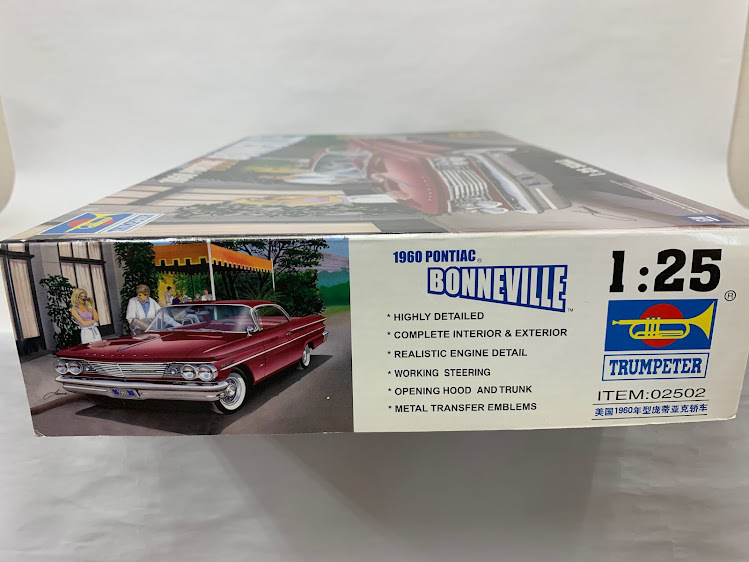 1960 PONTIAC®
BONNEVILLE™
* HIGHLY DETAILED
* COMPLETE INTERIOR & EXTERIOR
* REALISTIC ENGINE DETAIL
* WORKING STEERING
* OPENING HOOD AND TRUNK
* METAL TRANSFER EMBLEMS
1:25
®
TRUMPETER
ITEM:02502
美国1960年型庞蒂亚克轿车
TRUMPETER